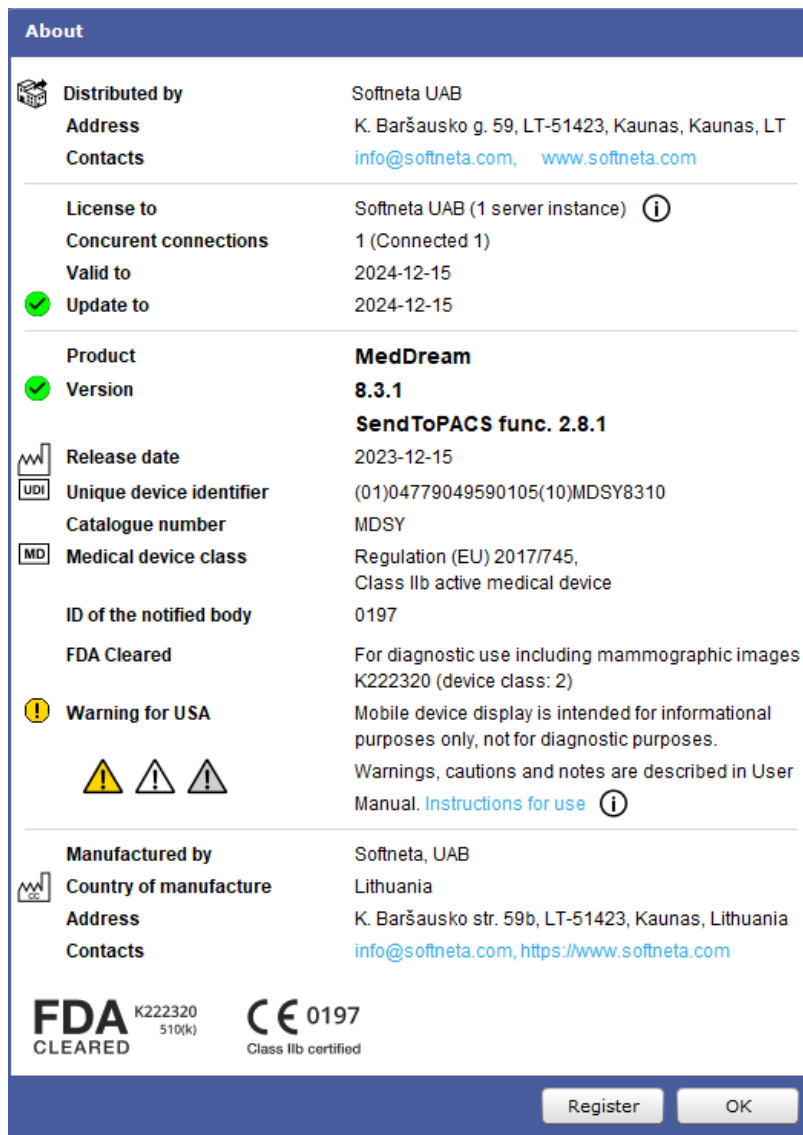 About
Distributed by Softneta UAB
Address K. Baršausko g. 59, LT-51423, Kaunas, Kaunas, LT
Contacts info@softneta.com, www.softneta.com
License to Softneta UAB (1 server instance) i
Concurent connections 1 (Connected 1)
Valid to 2024-12-15
Update to 2024-12-15
Product MedDream
Version 8.3.1
SendToPACS func. 2.8.1
Release date 2023-12-15
UDI Unique device identifier (01)04779049590105(10)MDSY8310
Catalogue number MDSY
MD Medical device class Regulation (EU) 2017/745,
Class IIb active medical device
ID of the notified body 0197
FDA Cleared For diagnostic use including mammographic images
K222320 (device class: 2)
! Warning for USA Mobile device display is intended for informational
purposes only, not for diagnostic purposes.
! ! ! Warnings, cautions and notes are described in User
Manual. Instructions for use i
Manufactured by Softneta, UAB
CC Country of manufacture Lithuania
Address K. Baršausko str. 59b, LT-51423, Kaunas, Lithuania
Contacts info@softneta.com, https://www.softneta.com
FDA K222320 CE 0197
510(k)
CLEARED Class IIb certified
Register OK